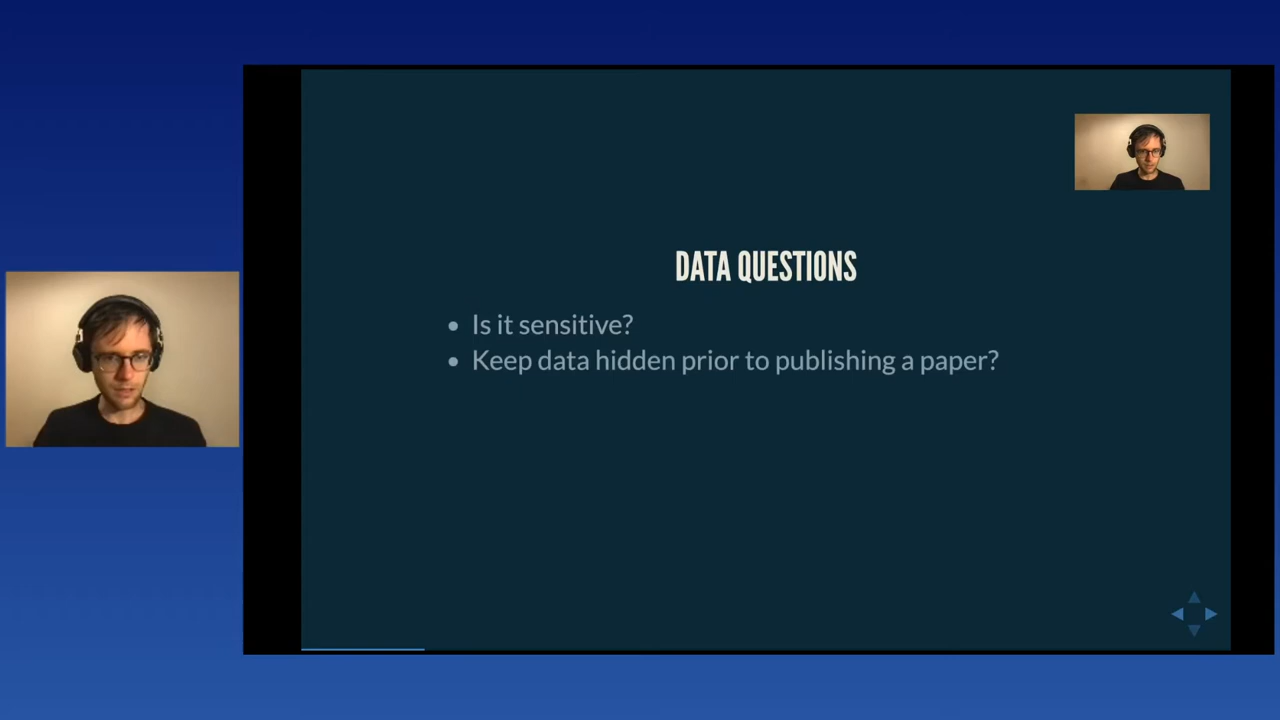 DATA QUESTIONS
Is it sensitive?
Keep data hidden prior to publishing a paper?